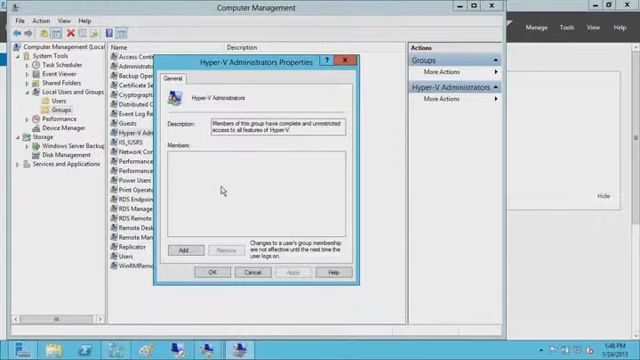 Computer Management
File Action View Help
Computer Management (Local
System Tools
Task Scheduler
Event Viewer
Shared Folders
Local Users and Groups
Users
Groups
Performance
Device Manager
Storage
Windows Server Backup
Disk Management
Services and Applications
Name Description
Access Contr
Administrato
Backup Oper
Certificate Se
Cryptograph
Distributed
Event Log Re
Guests
Hyper-V Adm
IIS_IUSRS
Network Con
Performance
Performance
Power Users
Print Operato
RDS Endpoin
RDS Manage
RDS Remote
Remote Desk
Remote
Replicator
Users
WinRMRemo
Hyper-V Administrators Properties
General
Hyper-V Administrators
Description:
Members of this group have complete and unrestricted
access to all features of Hyper-V.
Members:
Add...
Remove
Changes to a user's group membership
are not effective until the next time the
user logs on.
OK Cancel Apply Help
Actions
Groups
More Actions
Hyper-V Administrators
More Actions
Manage Tools View Help
Hide
1:48 PM
1/24/2013